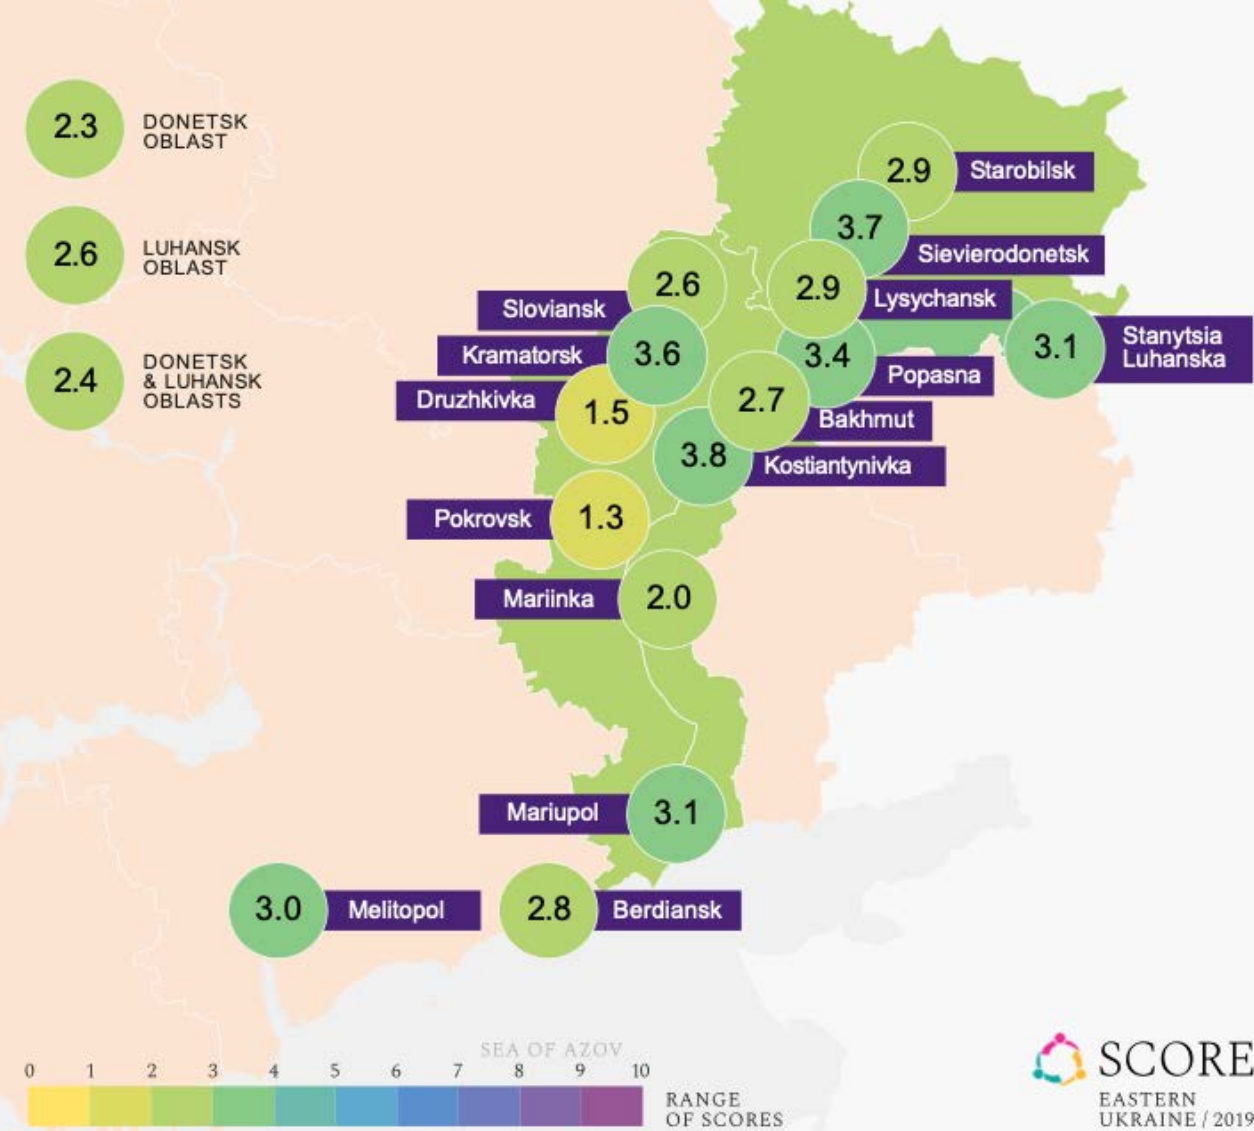 2.3
DONETSK
OBLAST
2.6
LUHANSK
OBLAST
2.4
DONETSK
& LUHANSK
OBLASTS
2.9
Starobilsk
3.7
Sievierodonetsk
2.6
Sloviansk
2.9
Lysychansk
3.1
Stanytsia
Luhanska
Kramatorsk
3.6
3.4
Popasna
Druzhkivka
1.5
2.7
Bakhmut
3.8
Kostiantynivka
Pokrovsk
1.3
Mariinka
2.0
Mariupol
3.1
3.0
Melitopol
2.8
Berdiansk
SEA OF AZOV
0 1 2 3 4 5 6 7 8 9 10
RANGE
OF SCORES
SCORE
EASTERN
UKRAINE / 2019